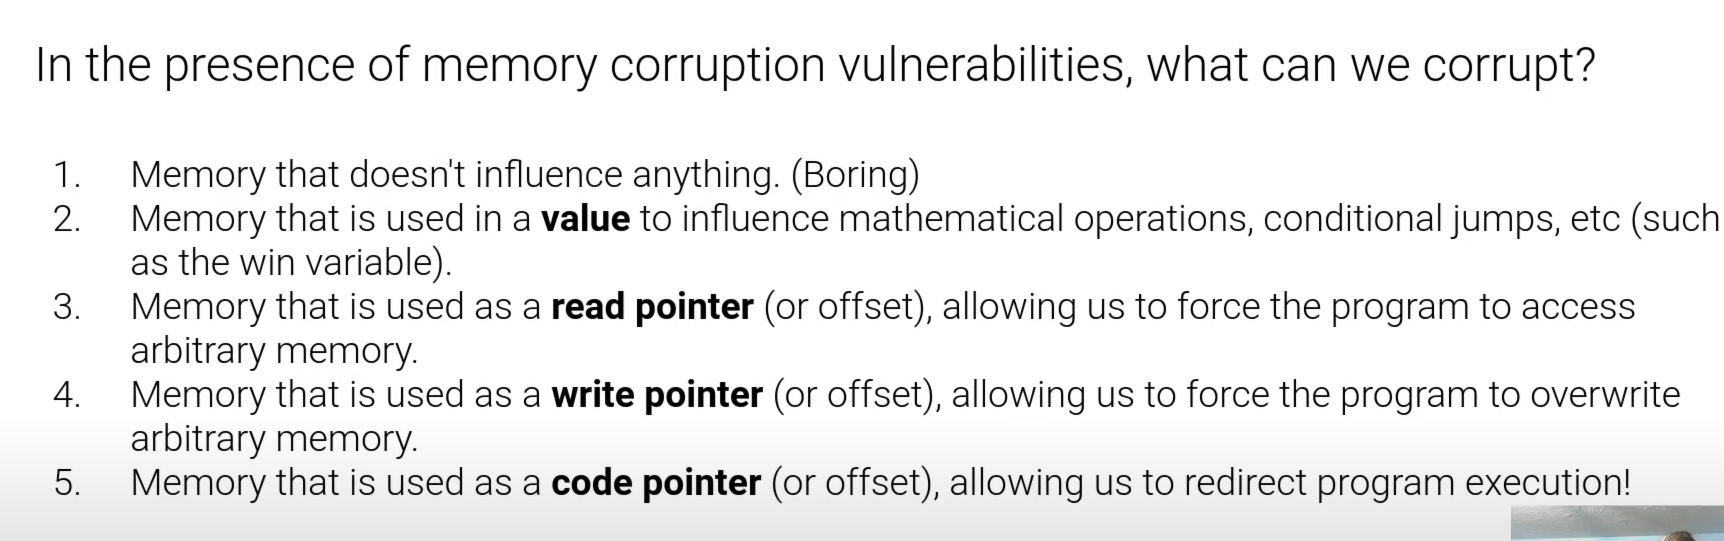 In the presence of memory corruption vulnerabilities, what can we corrupt?
1. Memory that doesn't influence anything. (Boring)
2. Memory that is used in a value to influence mathematical operations, conditional jumps, etc (such
as the win variable).
3. Memory that is used as a read pointer (or offset), allowing us to force the program to access
arbitrary memory.
4. Memory that is used as a write pointer (or offset), allowing us to force the program to overwrite
arbitrary memory.
5. Memory that is used as a code pointer (or offset), allowing us to redirect program execution!